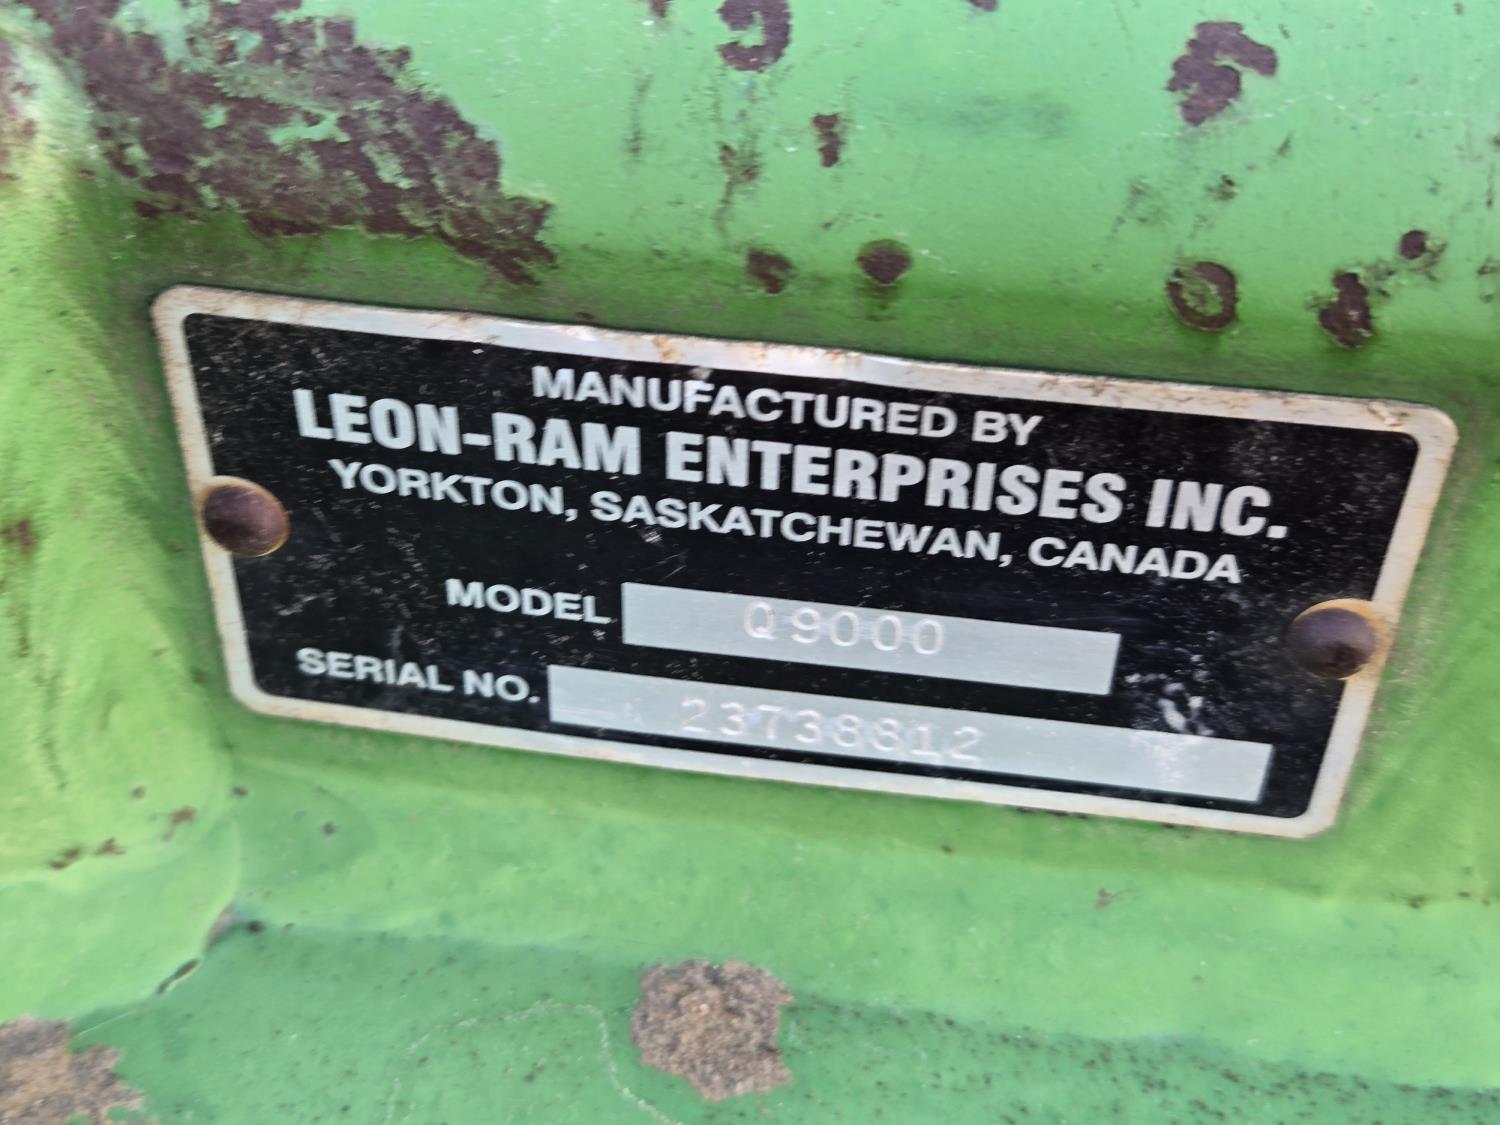 MANUFACTURED BY
LEON-RAM ENTERPRISES INC.
YORKTON, SASKATCHEWAN, CANADA
MODEL Q9000
SERIAL NO. 23738812